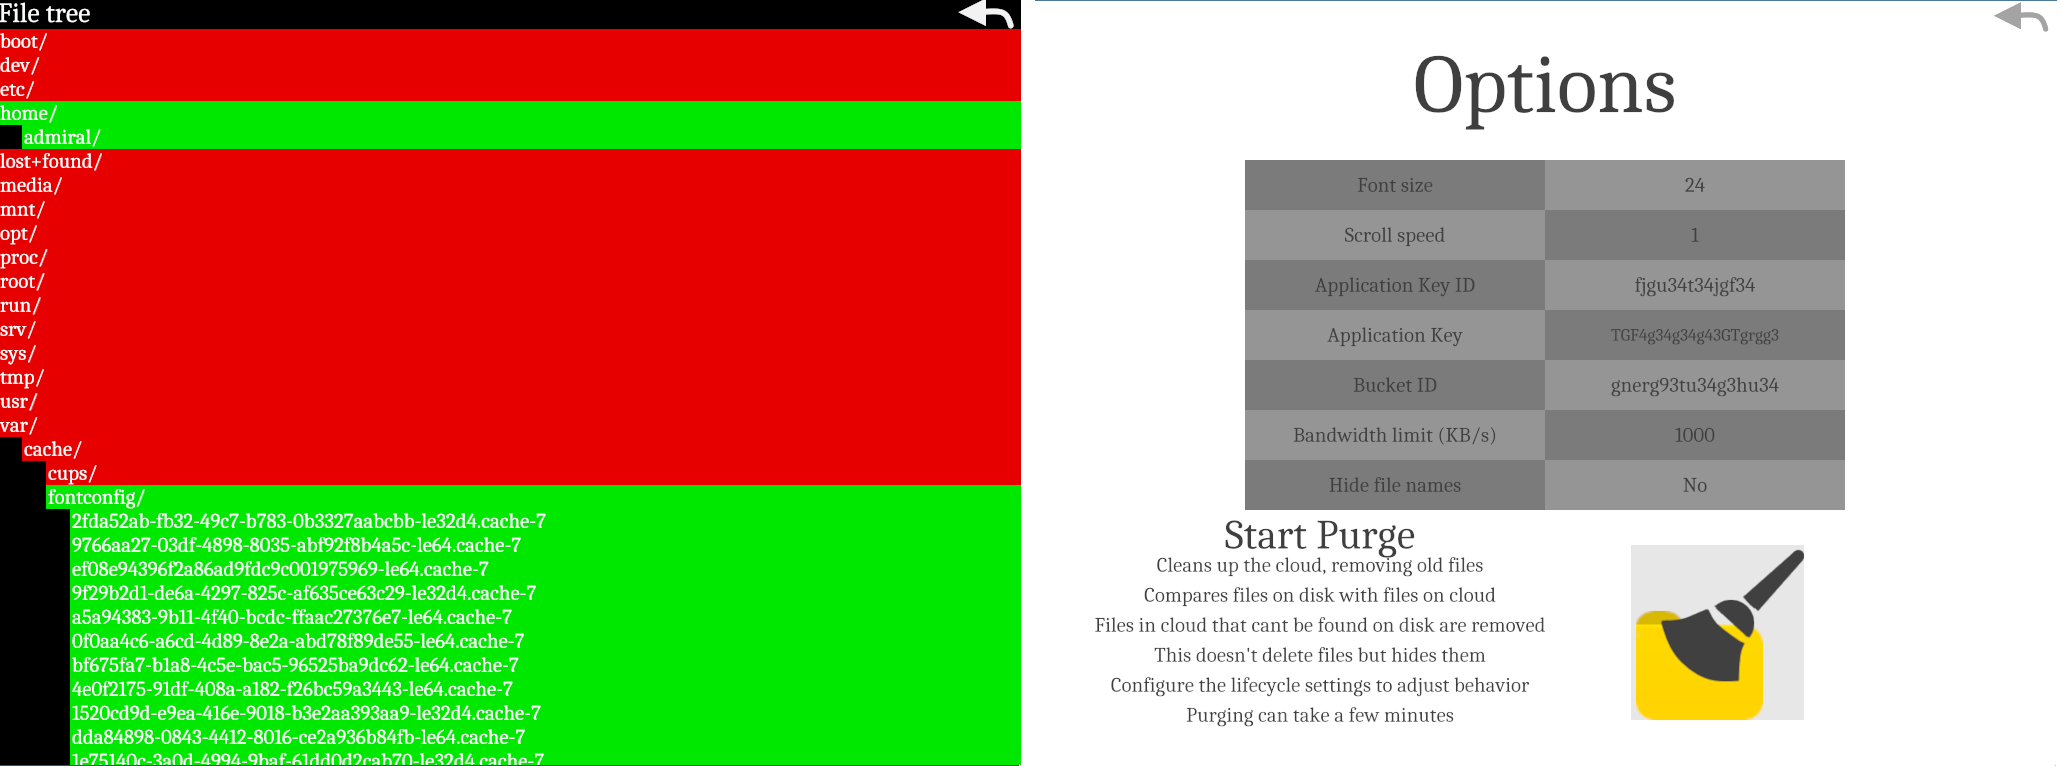 File tree
boot/
dev/
etc/
home/
admiral/
lost+found/
media/
mnt/
opt/
proc/
root/
run/
srv/
sys/
tmp/
usr/
var/
cache/
cups/
fontconfig/
2fda52ab-fb32-49c7-b783-0b3327aabcbb-le32d4.cache-7
9766aa27-03df-4898-8035-abf92f8b4a5c-le64.cache-7
ef08e94396f2a86ad9fdc9c001975969-le64.cache-7
9f29b2d1-de6a-4297-825c-af635ce63c29-le32d4.cache-7
a5a94383-9b11-4f40-bcdc-ffaac27376e7-le64.cache-7
0f0aa4c6-a6cd-4d89-8e2a-abd78f89de55-le64.cache-7
bf675fa7-b1a8-4c5e-bac5-96525ba9dc62-le64.cache-7
4e0f2175-91df-408a-a182-f26bc59a3443-le64.cache-7
1520cd9d-e9ea-416e-9018-b3e2aa393aa9-le32d4.cache-7
dda84898-0843-4412-8016-ce2a936b84fb-le64.cache-7
1e75140c-3a0d-4994-9baf-61dd0d2cab70-le32d4.cache-7
Options
Font size 24
Scroll speed 1
Application Key ID fjgu34t34jgf34
Application Key TGF4g34g34g43GTgrgg3
Bucket ID gnerg93tu34g3hu34
Bandwidth limit (KB/s) 1000
Hide file names No
Start Purge
Cleans up the cloud, removing old files
Compares files on disk with files on cloud
Files in cloud that cant be found on disk are removed
This doesn't delete files but hides them
Configure the lifecycle settings to adjust behavior
Purging can take a few minutes